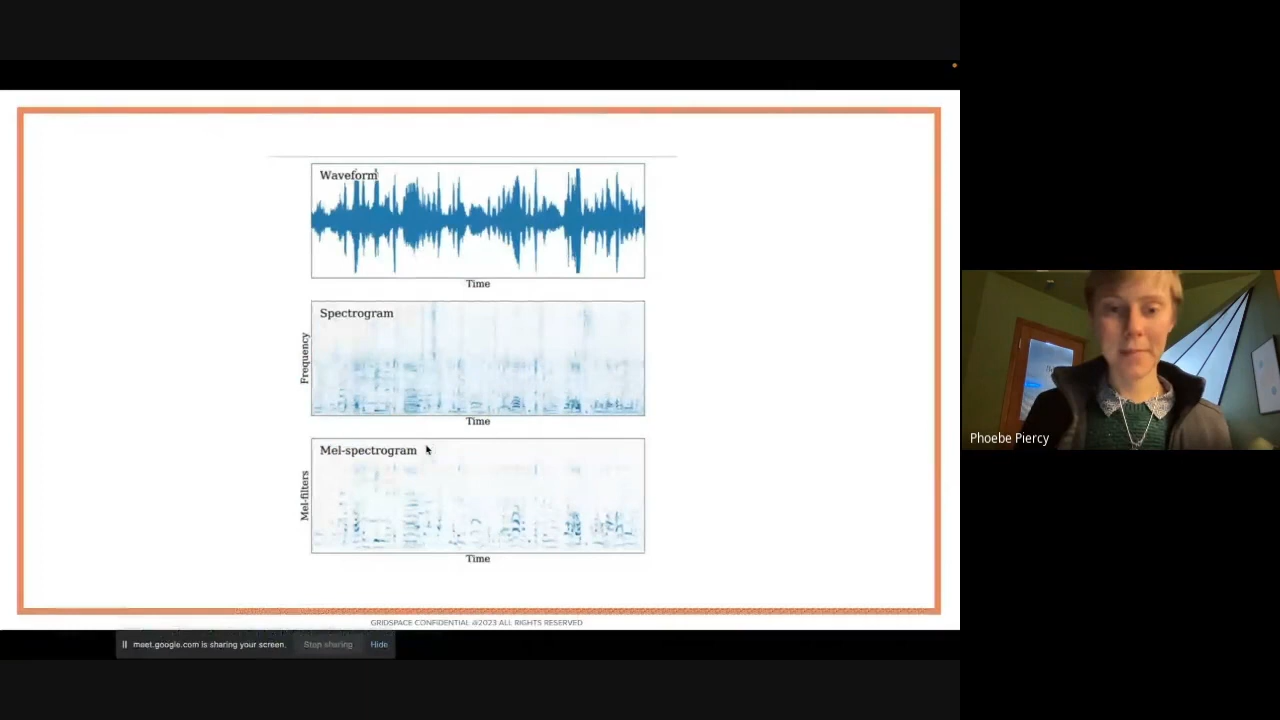 Waveform
Time
Spectrogram
Frequency
Time
Mel-spectrogram
Mel-filters
Time
GRIDSPACE CONFIDENTIAL @2023 ALL RIGHTS RESERVED
meet.google.com is sharing your screen.
Stop sharing
Hide
Phoebe Piercy